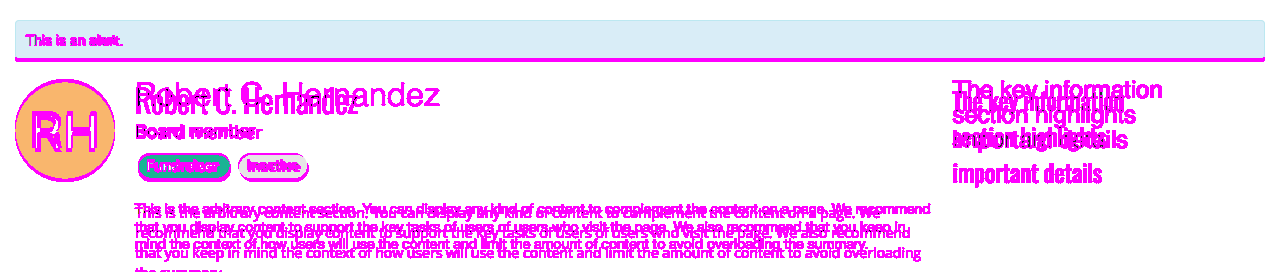 This is an alert.
RH
Robert C. Hernandez
Board member
Fundraiser
Inactive
The key information
section highlights
important details
This is the arbitrary content section. You can display any kind of content to complement the content on a page. We recommend
that you display content to support the key tasks of users of users who visit the page. We also recommend that you keep in
mind the context of how users will use the content and limit the amount of content to avoid overloading the summary.